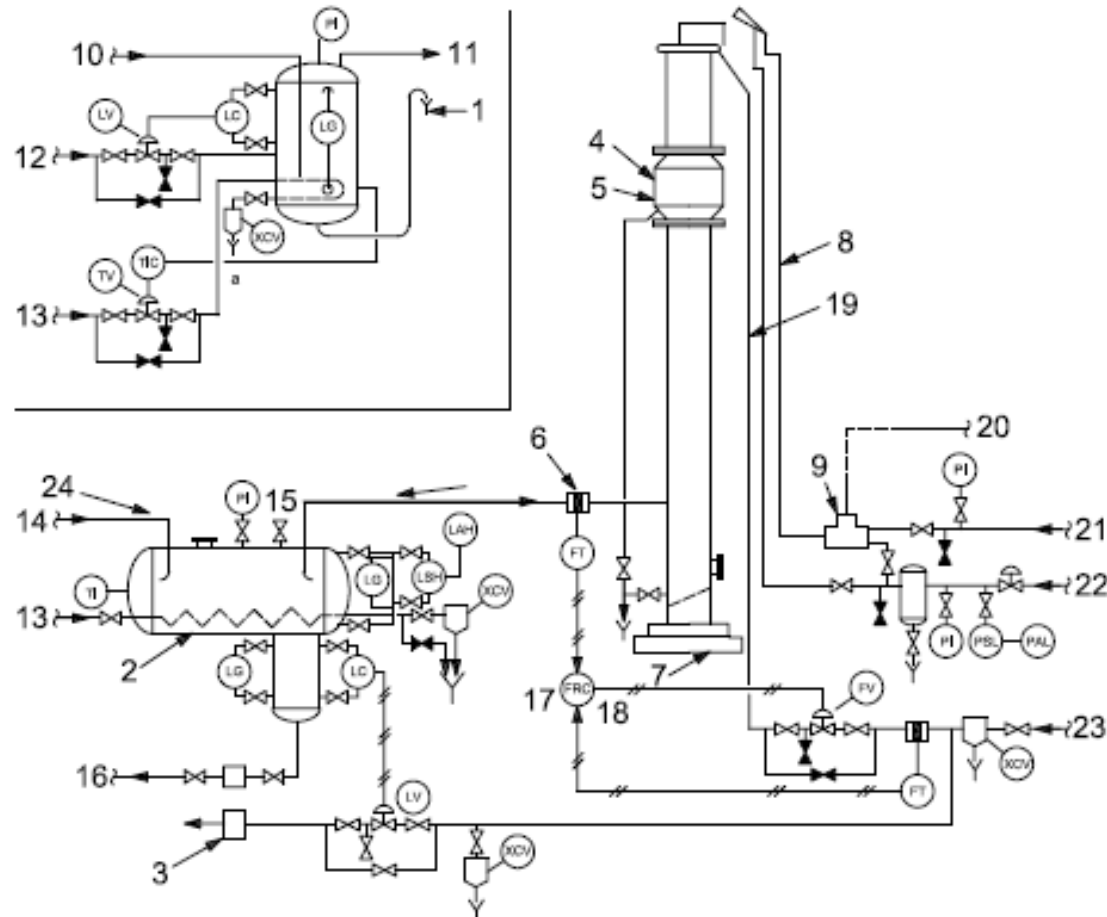 PI
10
11
LV
LC
1
LG
12
XCV
TIC
a
TV
13
4
5
8
19
6
9
20
PI
21
24
PI
15
14
LAH
FT
22
TI
LG
LSH
XCV
13
PI
PSL
PAL
2
LG
LC
7
17
FRC
18
FV
23
16
XCV
LV
FT
3
XCV